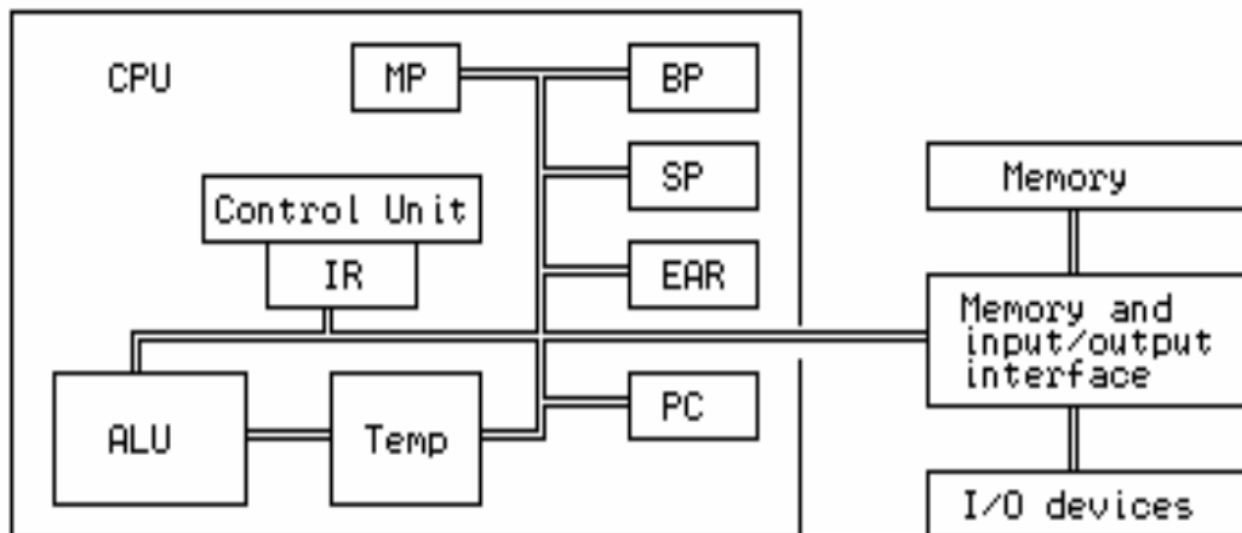 CPU
MP
BP
SP
Memory
Control Unit
IR
EAR
Memory and
input/output
interface
ALU
Temp
PC
I/O devices